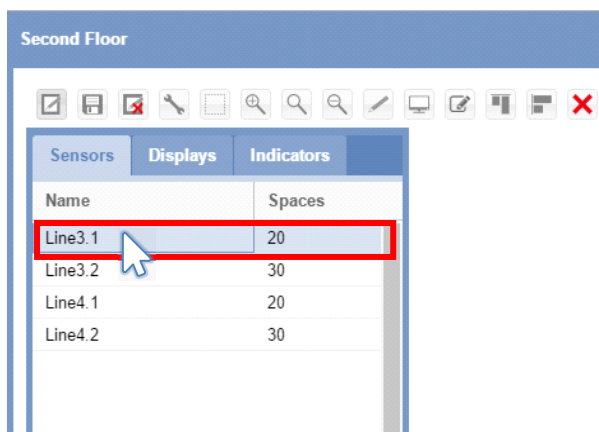 Second Floor
Sensors Displays Indicators
Name Spaces
Line3.1 20
Line3.2 30
Line4.1 20
Line4.2 30